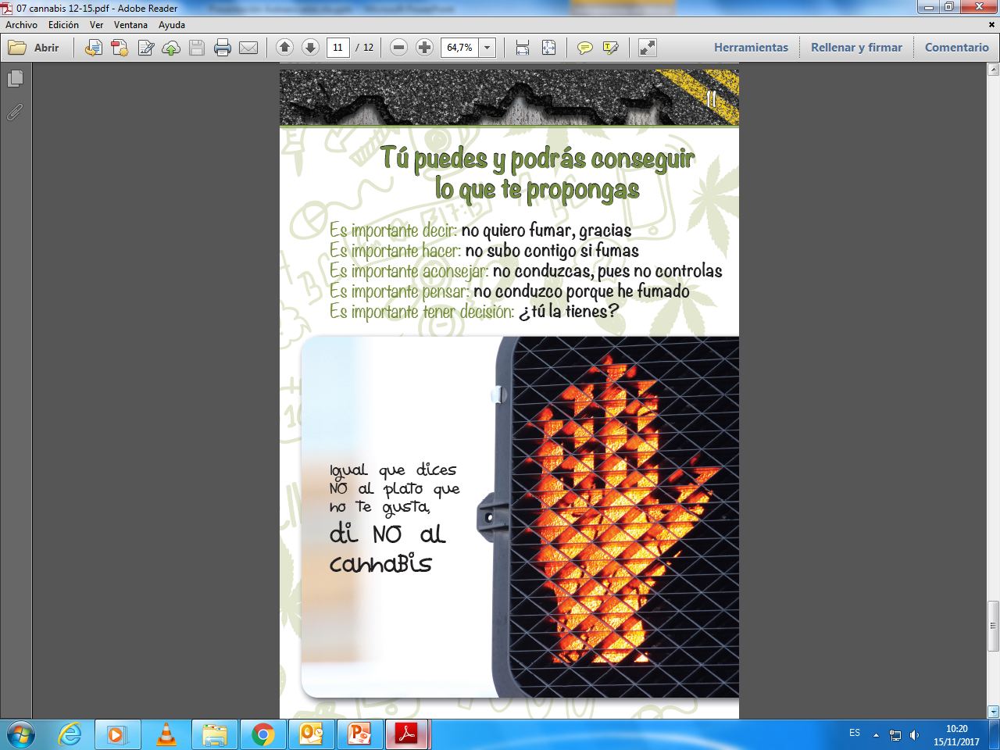 07 cannabis 12-15.pdf - Adobe Reader
Archivo Edición Ver Ventana Ayuda
Abrir
11 / 12
64,7%
Herramientas Rellenar y firmar Comentario
11
Tú puedes y podrás conseguir
lo que te propongas
Es importante decir: no quiero fumar, gracias
Es importante hacer: no subo contigo si fumas
Es importante aconsejar: no conduzcas, pues no controlas
Es importante pensar: no conduzco porque he fumado
Es importante tener decisión: ¿tú la tienes?
Igual que dices
NO al plato que
no te gusta,
di NO al
cannaBis
ES
10:20
15/11/2017